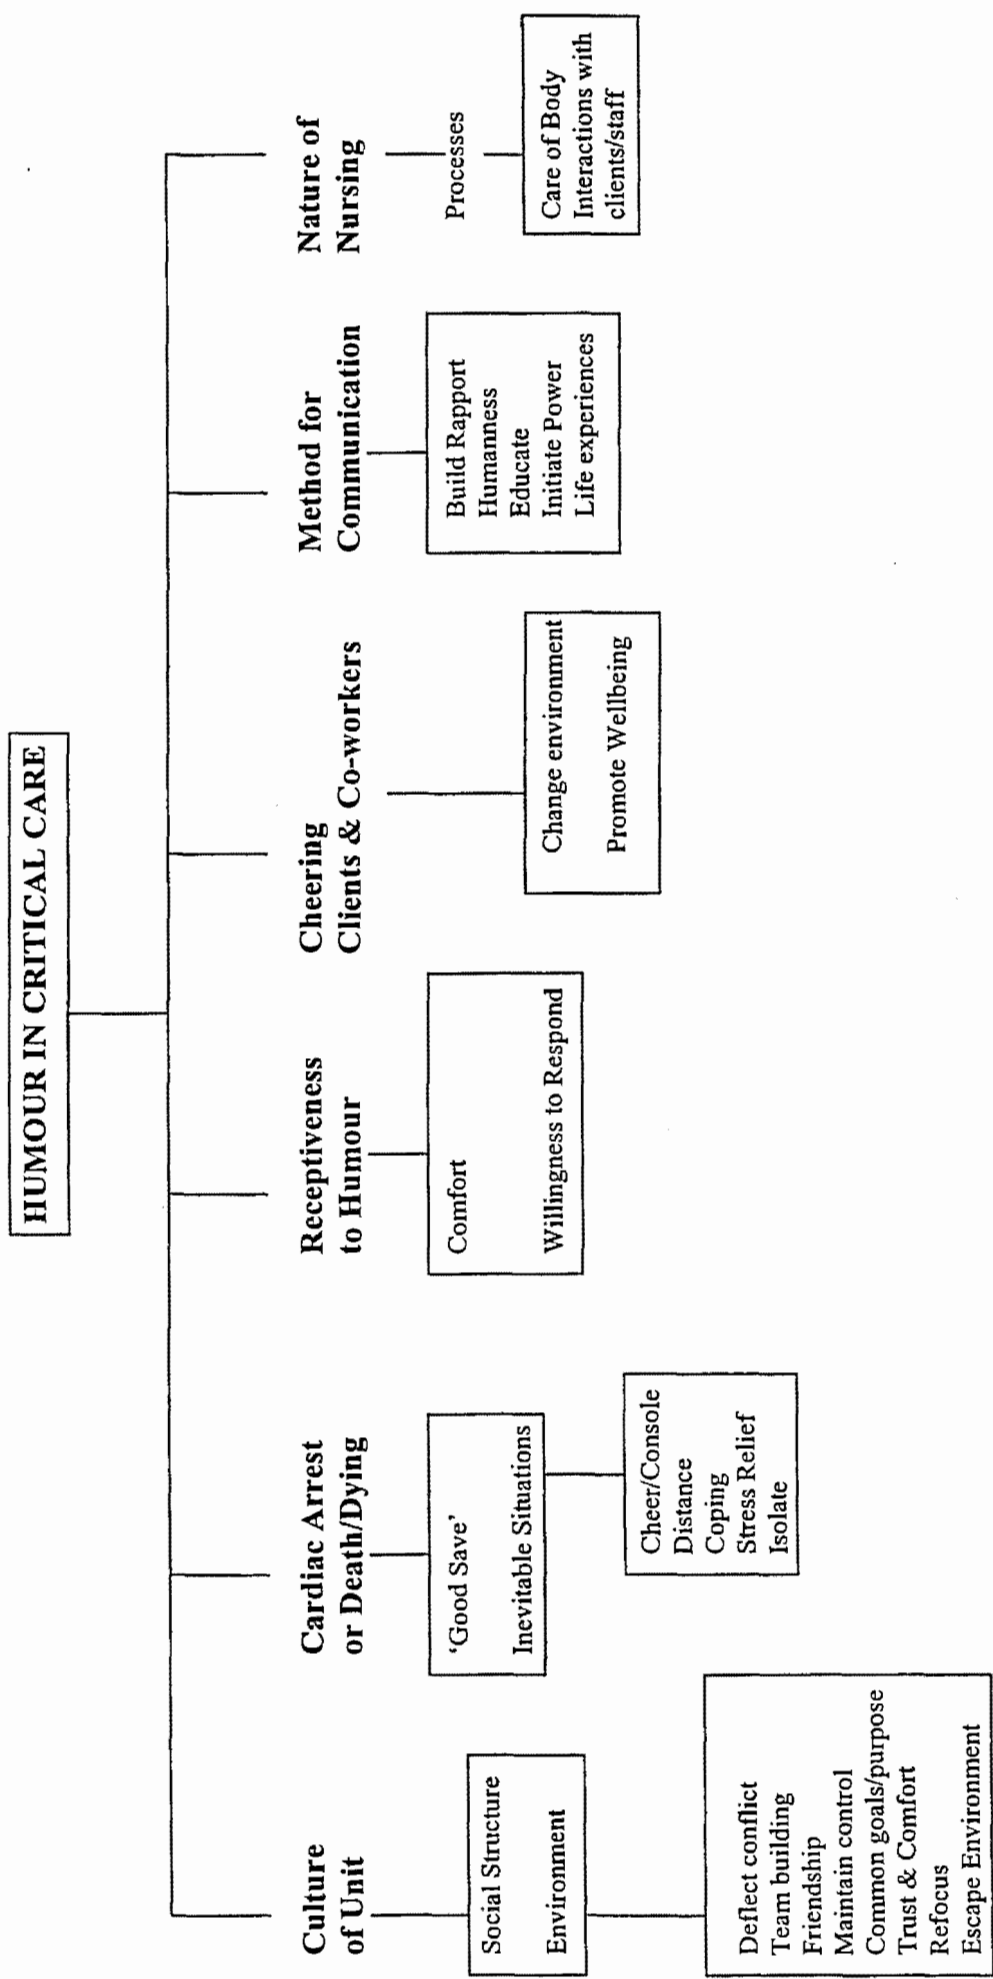 HUMOUR IN CRITICAL CARE
Culture
of Unit
Social Structure
Environment
Deflect conflict
Team building
Friendship
Maintain control
Common goals/purpose
Trust & Comfort
Refocus
Escape Environment
Cardiac Arrest
or Death/Dying
‘Good Save’
Inevitable Situations
Cheer/Console
Distance
Coping
Stress Relief
Isolate
Receptiveness
to Humour
Comfort
Willingness to Respond
Cheering
Clients & Co-workers
Change environment
Promote Wellbeing
Method for
Communication
Build Rapport
Humanness
Educate
Initiate Power
Life experiences
Nature of
Nursing
Processes
Care of Body
Interactions with
clients/staff